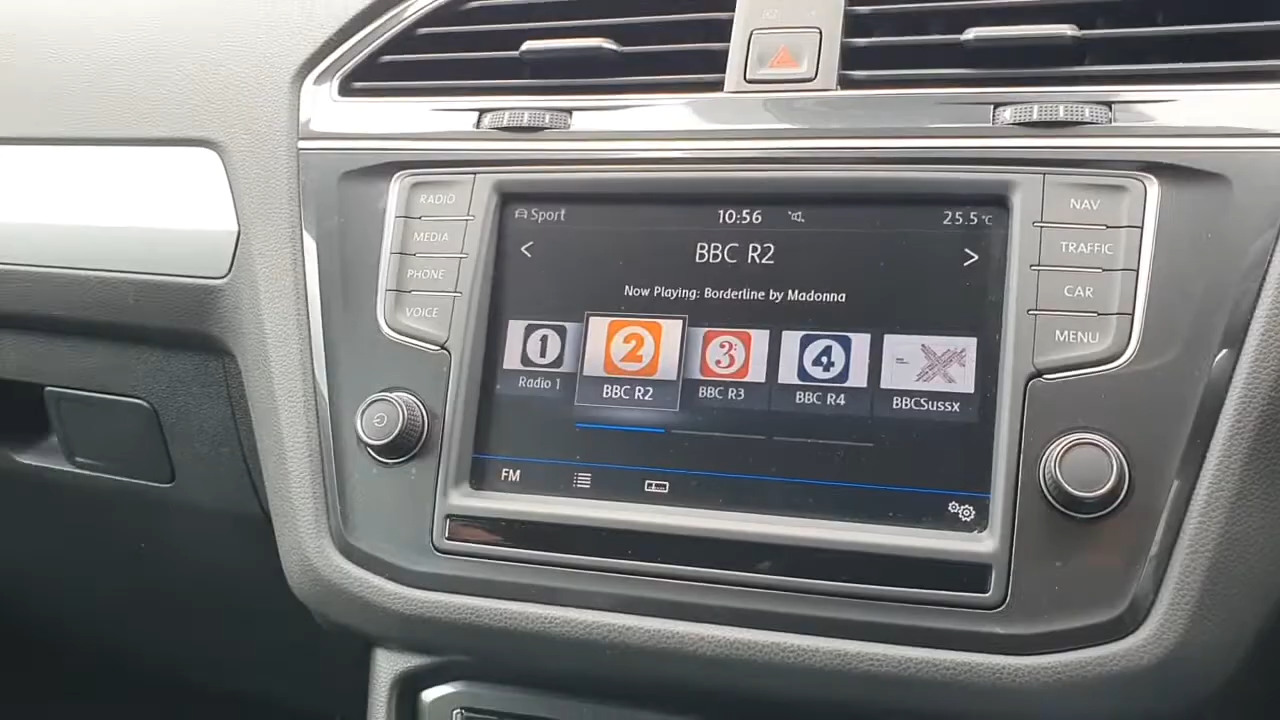 RADIO
MEDIA
PHONE
VOICE
NAV
TRAFFIC
CAR
MENU
Sport 10:56 25.5°C
< BBC R2 >
Now Playing: Borderline by Madonna
1 2 3 4
Radio 1 BBC R2 BBC R3 BBC R4 BBCSussx
FM